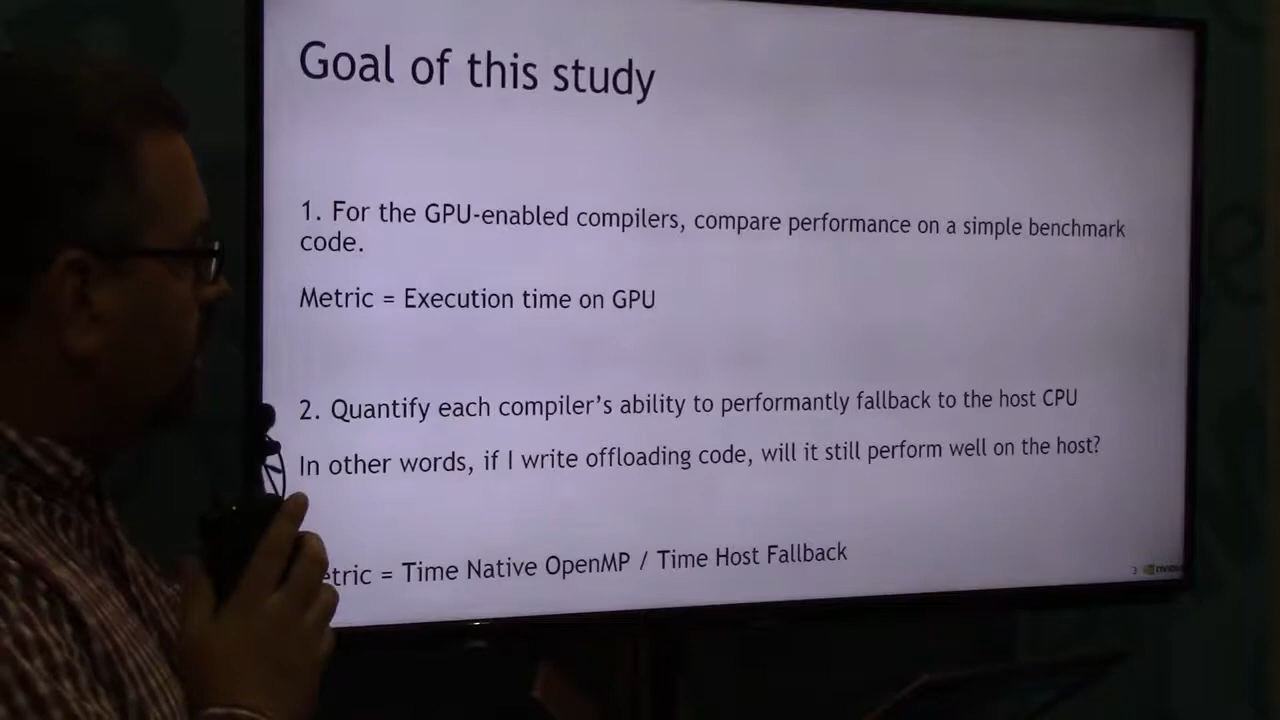 Goal of this study
1. For the GPU-enabled compilers, compare performance on a simple benchmark
code.
Metric = Execution time on GPU
2. Quantify each compiler's ability to performantly fallback to the host CPU
In other words, if I write offloading code, will it still perform well on the host?
etric = Time Native OpenMP / Time Host Fallback
3